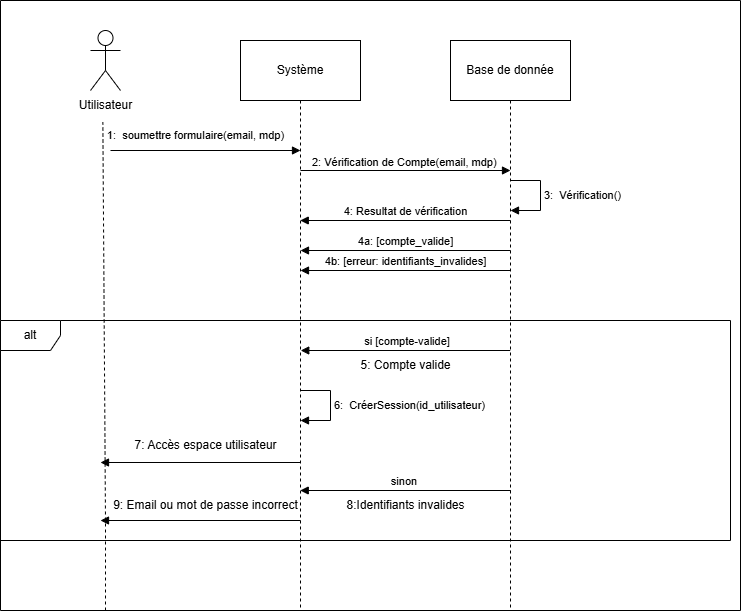 Système
Base de donnée
Utilisateur
1: soumettre formulaire(email, mdp)
2: Vérification de Compte(email, mdp)
3: Vérification()
4: Resultat de vérification
4a: [compte_valide]
4b: [erreur: identifiants_invalides]
alt
si [compte-valide]
5: Compte valide
6: CréerSession(id_utilisateur)
7: Accès espace utilisateur
sinon
9: Email ou mot de passe incorrect
8:Identifiants invalides